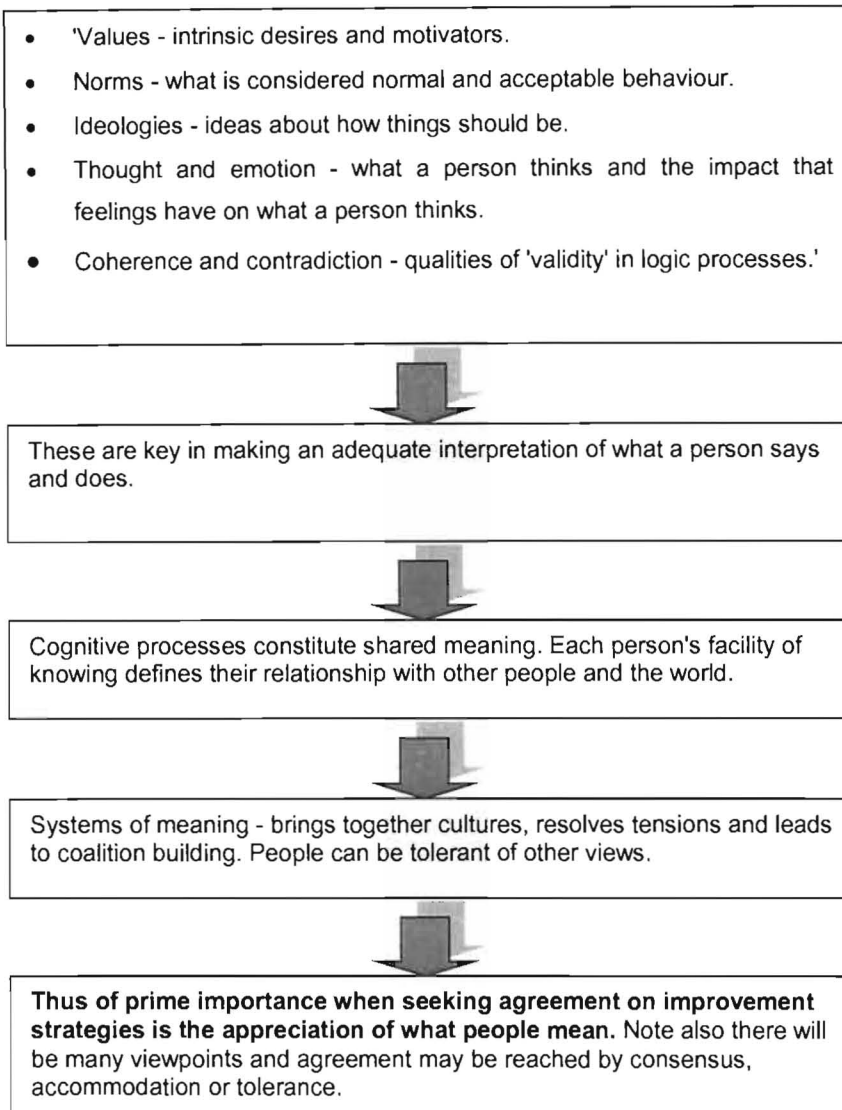 • 'Values - intrinsic desires and motivators.
• Norms - what is considered normal and acceptable behaviour.
• Ideologies - ideas about how things should be.
• Thought and emotion - what a person thinks and the impact that
feelings have on what a person thinks.
• Coherence and contradiction - qualities of 'validity' in logic processes.'
These are key in making an adequate interpretation of what a person says
and does.
Cognitive processes constitute shared meaning. Each person's facility of
knowing defines their relationship with other people and the world.
Systems of meaning - brings together cultures, resolves tensions and leads
to coalition building. People can be tolerant of other views.
Thus of prime importance when seeking agreement on improvement
strategies is the appreciation of what people mean. Note also there will
be many viewpoints and agreement may be reached by consensus,
accommodation or tolerance.